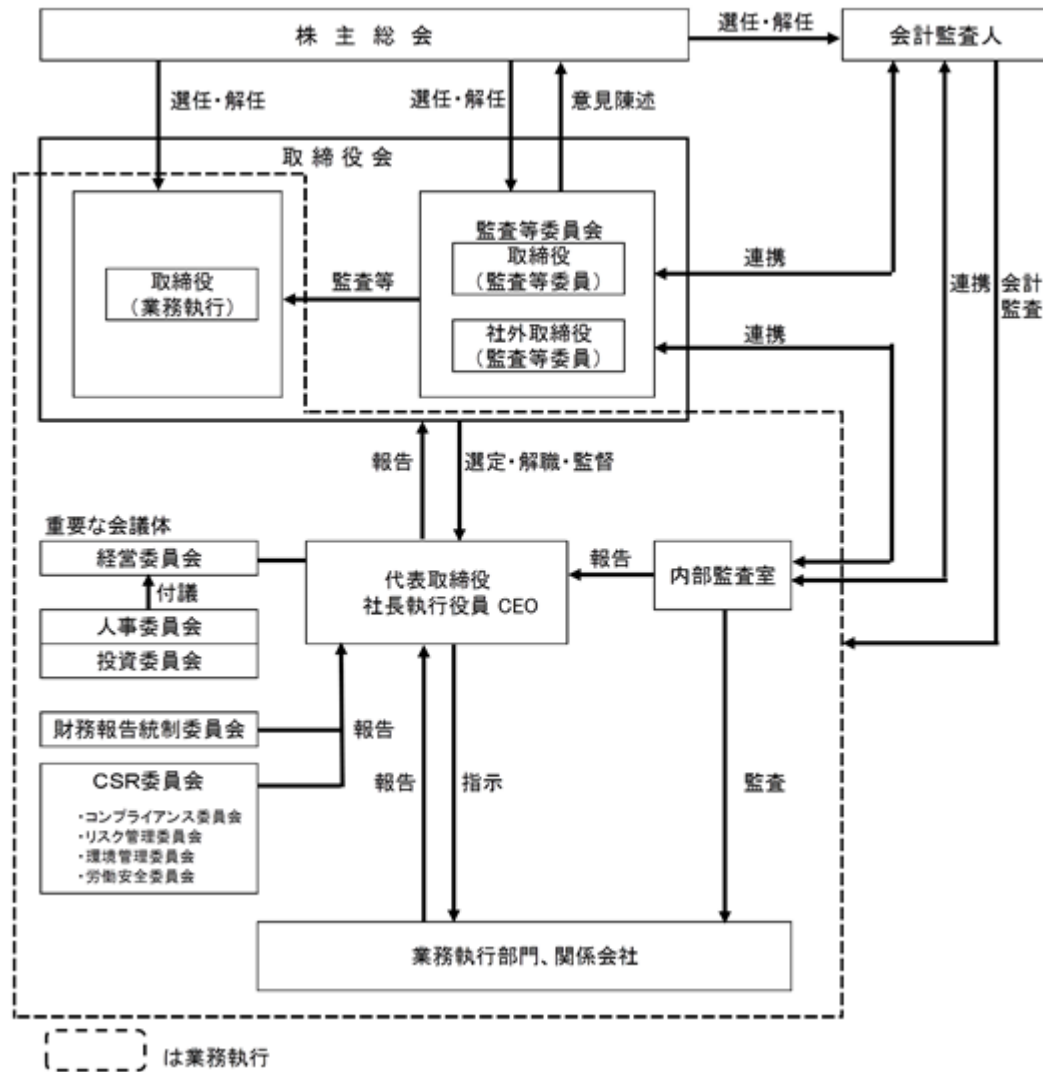 株主総会
選任・解任
会計監査人
選任・解任
選任・解任
意見陳述
取締役会
監査等委員会
取締役
(監査等委員)
取締役
(業務執行)
監査等
連携
連携
会計
監査
社外取締役
(監査等委員)
連携
報告
選定・解職・監督
重要な会議体
経営委員会
代表取締役
社長執行役員 CEO
報告
内部監査室
付議
人事委員会
投資委員会
財務報告統制委員会
報告
CSR委員会
・コンプライアンス委員会
・リスク管理委員会
・環境管理委員会
・労働安全委員会
報告
指示
監査
業務執行部門、関係会社
は業務執行